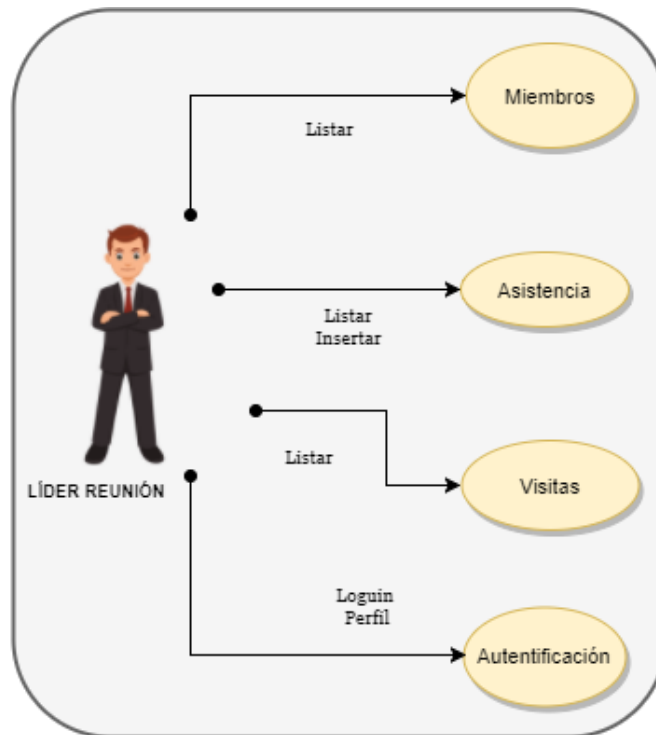 Miembros
Listar
Asistencia
Listar
Insertar
Listar
Visitas
LÍDER REUNIÓN
Loguin
Perfil
Autentificación